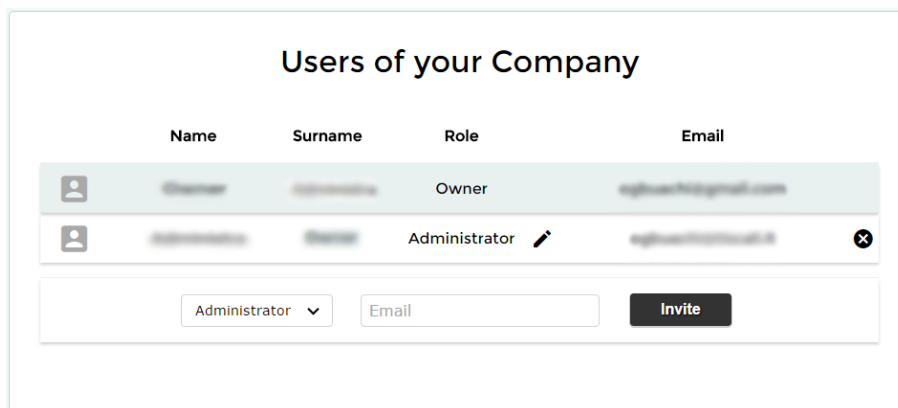 Users of your Company
Name Surname Role Email
Owner
Administrator
Administrator Email Invite